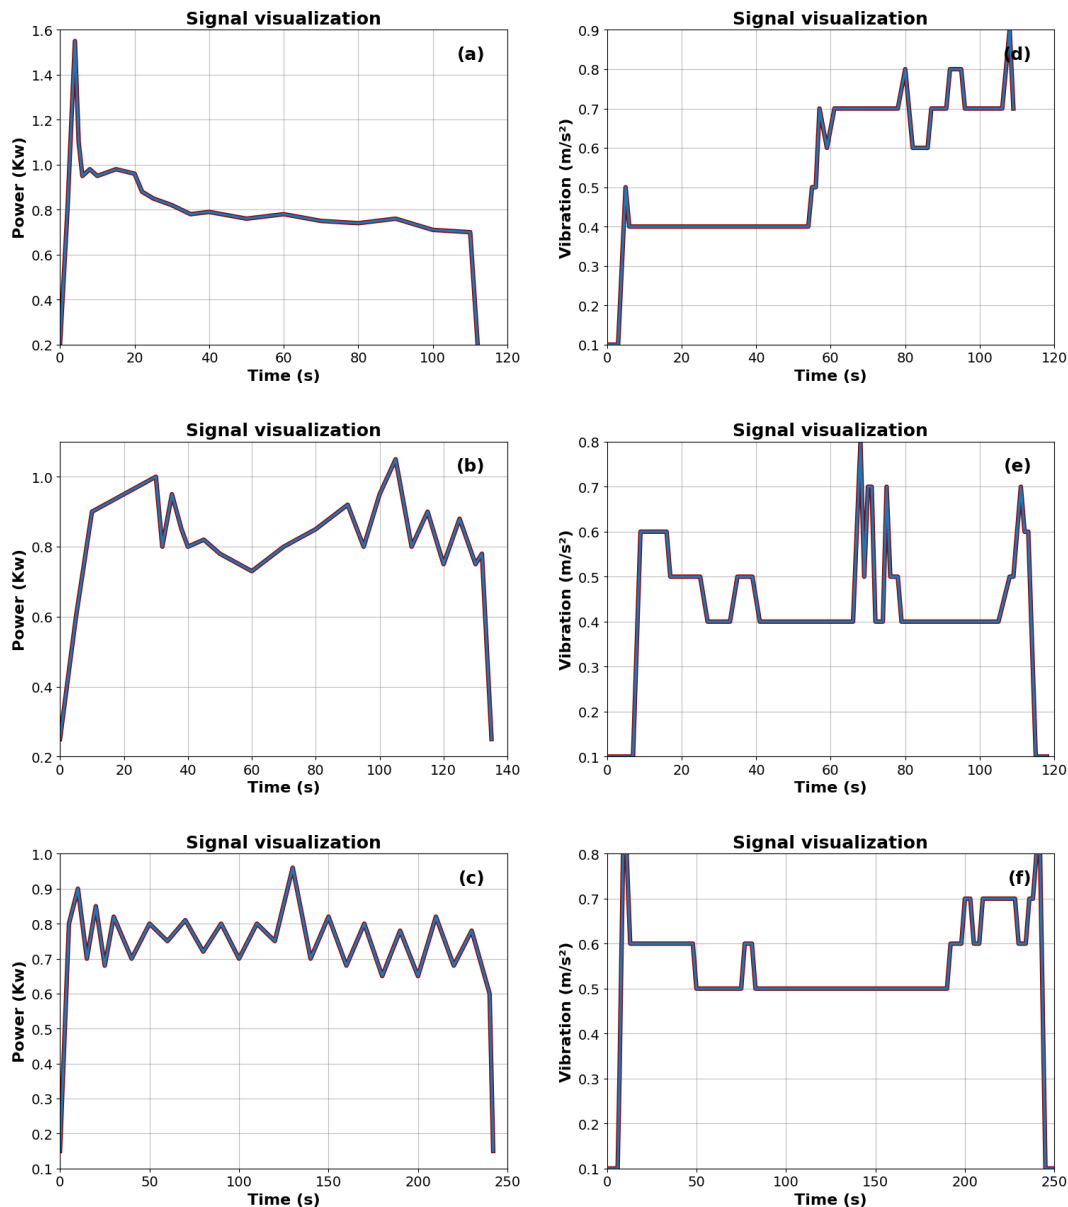 Signal visualization
(a)
Power (Kw)
1.6
1.4
1.2
1.0
0.8
0.6
0.4
0.2
0 20 40 60 80 100 120
Time (s)
Signal visualization
(d)
Vibration (m/s²)
0.9
0.8
0.7
0.6
0.5
0.4
0.3
0.2
0.1
0 20 40 60 80 100 120
Time (s)
Signal visualization
(b)
Power (Kw)
1.0
0.8
0.6
0.4
0.2
0 20 40 60 80 100 120 140
Time (s)
Signal visualization
(e)
Vibration (m/s²)
0.8
0.7
0.6
0.5
0.4
0.3
0.2
0.1
0 20 40 60 80 100 120
Time (s)
Signal visualization
(c)
Power (Kw)
1.0
0.9
0.8
0.7
0.6
0.5
0.4
0.3
0.2
0.1
0 50 100 150 200 250
Time (s)
Signal visualization
(f)
Vibration (m/s²)
0.8
0.7
0.6
0.5
0.4
0.3
0.2
0.1
0 50 100 150 200 250
Time (s)